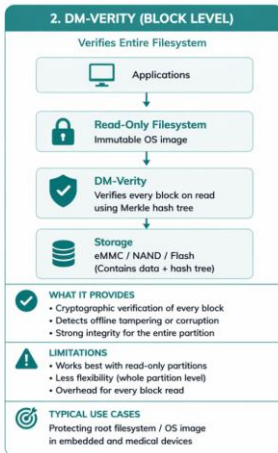 2. DM-VERITY (BLOCK LEVEL)
Verifies Entire Filesystem
Applications
Read-Only Filesystem
Immutable OS image
DM-Verity
Verifies every block on read
using Merkle hash tree
Storage
eMMC / NAND / Flash
(Contains data + hash tree)
WHAT IT PROVIDES
• Cryptographic verification of every block
• Detects offline tampering or corruption
• Strong integrity for the entire partition
LIMITATIONS
• Works best with read-only partitions
• Less flexibility (whole partition level)
• Overhead for every block read
TYPICAL USE CASES
Protecting root filesystem / OS image
in embedded and medical devices